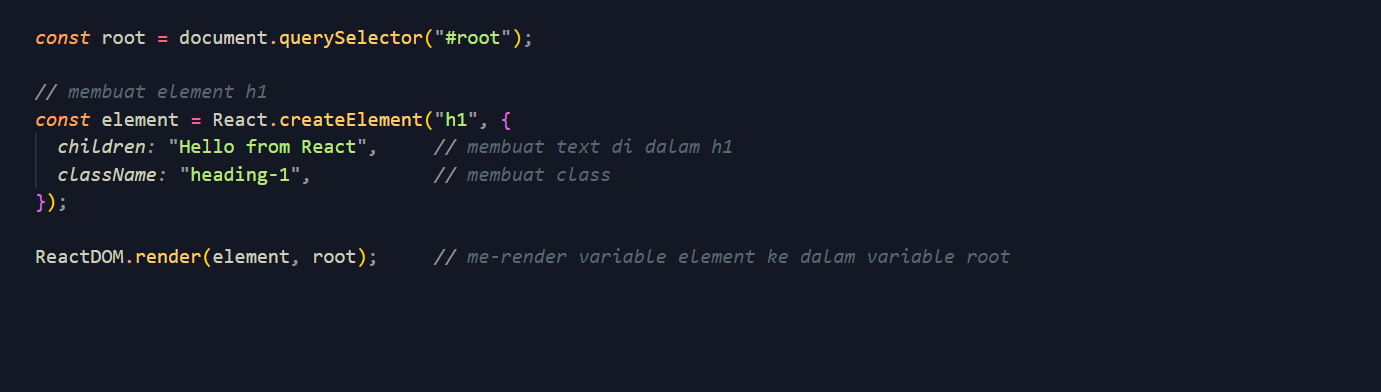 const root = document.querySelector("#root");
// membuat element h1
const element = React.createElement("h1", {
  children: "Hello from React",     // membuat text di dalam h1
  className: "heading-1",           // membuat class
});
ReactDOM.render(element, root);     // me-render variable element ke dalam variable root